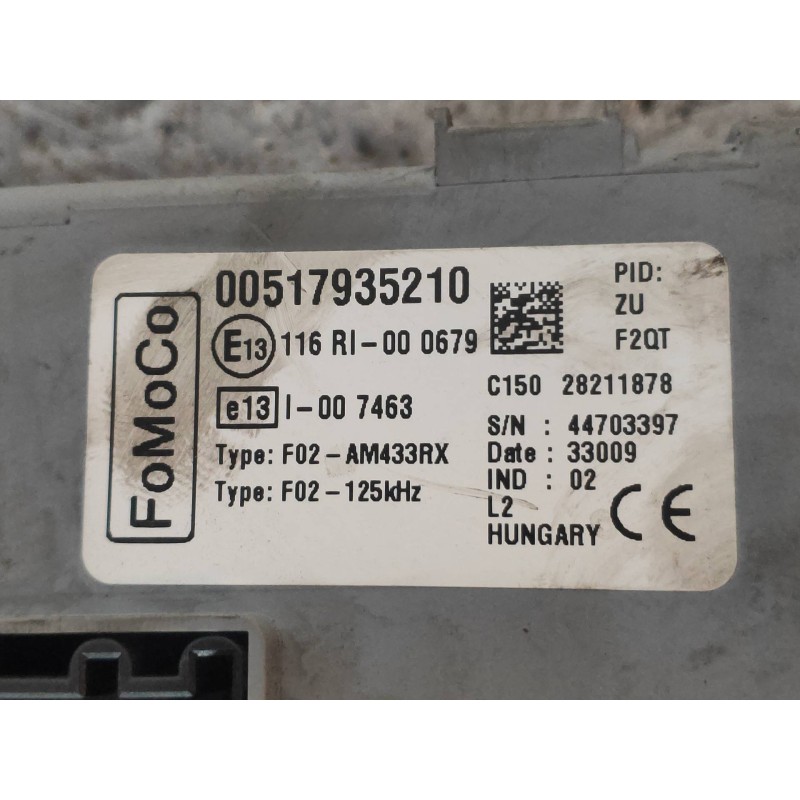 FoMoCo
00517935210
E13 116 RI-00 0679
e13 I-00 7463
Type: F02-AM433RX
Type: F02-125kHz
PID:
ZU
F2QT
C150 28211878
S/N : 44703397
Date : 33009
IND : 02
L2
HUNGARY CE